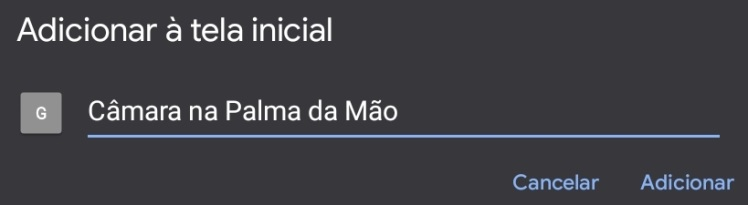 Adicionar à tela inicial
G
Câmara na Palma da Mão
Cancelar
Adicionar